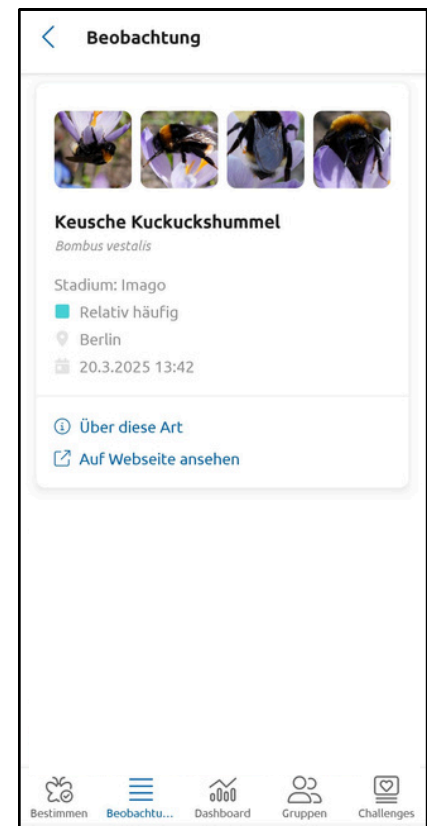 Beobachtung
Keusche Kuckuckshummel
Bombus vestalis
Stadium: Imago
Relativ häufig
Berlin
20.3.2025 13:42
Über diese Art
Auf Webseite ansehen
Bestimmen Beobachtu... Dashboard Gruppen Challenges